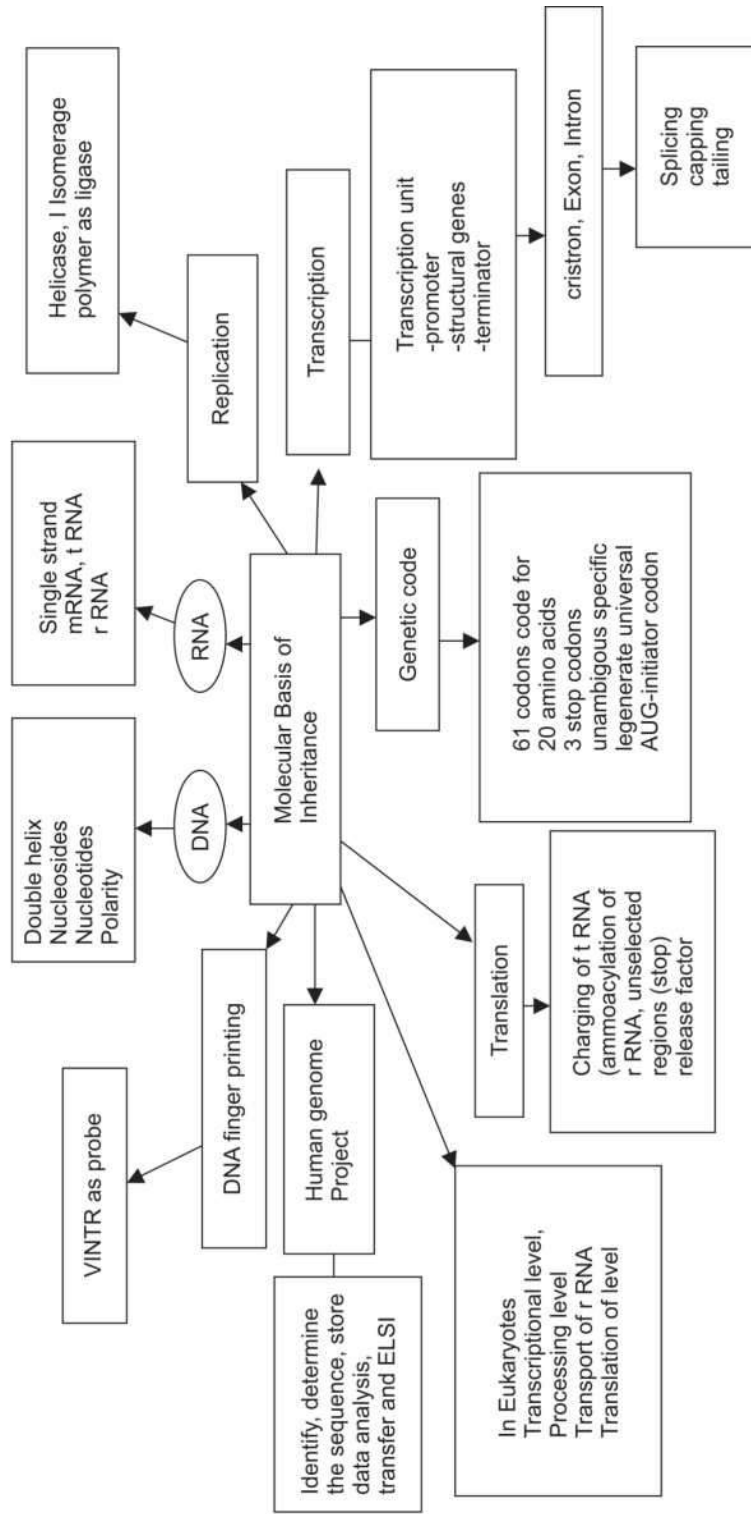 VINTR as probe
Double helix
Nucleosides
Nucleotides
Polarity
Single strand
mRNA, t RNA
r RNA
Helicase, I Isomerage
polymer as ligase
DNA finger printing
DNA
RNA
Replication
Identify, determine
the sequence, store
data analysis,
transfer and ELSI
Human genome
Project
Molecular Basis of
Inheritance
Transcription
Transcription unit
-promoter
-structural genes
-terminator
cristron, Exon, Intron
Splicing
capping
tailing
Genetic code
61 codons code for
20 amino acids
3 stop codons
unambigous specific
legenerate universal
AUG-initiator codon
Translation
Charging of t RNA
(ammoacylation of
r RNA, unselected
regions (stop)
release factor
In Eukaryotes
Transcriptional level,
Processing level
Transport of r RNA
Translation of level